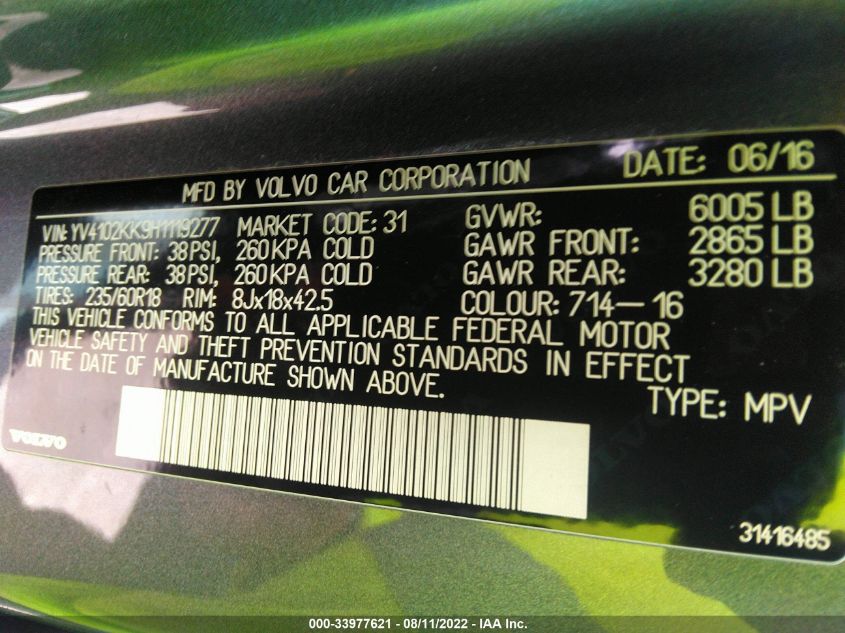 MFD BY VOLVO CAR CORPORATION DATE: 06/16
VIN: YV4102KK9H1119277 MARKET CODE: 31 GVWR: 6005 LB
PRESSURE FRONT: 38 PSI, 260 KPA COLD GAWR FRONT: 2865 LB
PRESSURE REAR: 38 PSI, 260 KPA COLD GAWR REAR: 3280 LB
TIRES: 235/60R18 RIM: 8Jx18x42.5 COLOUR: 714-16
THIS VEHICLE CONFORMS TO ALL APPLICABLE FEDERAL MOTOR
VEHICLE SAFETY AND THEFT PREVENTION STANDARDS IN EFFECT
ON THE DATE OF MANUFACTURE SHOWN ABOVE.
TYPE: MPV
VOLVO
31416485
000-33977621 - 08/11/2022 - IAA Inc.